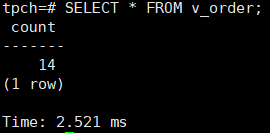 tpch=# SELECT * FROM v_order;
 count
-------
    14
(1 row)

Time: 2.521 ms